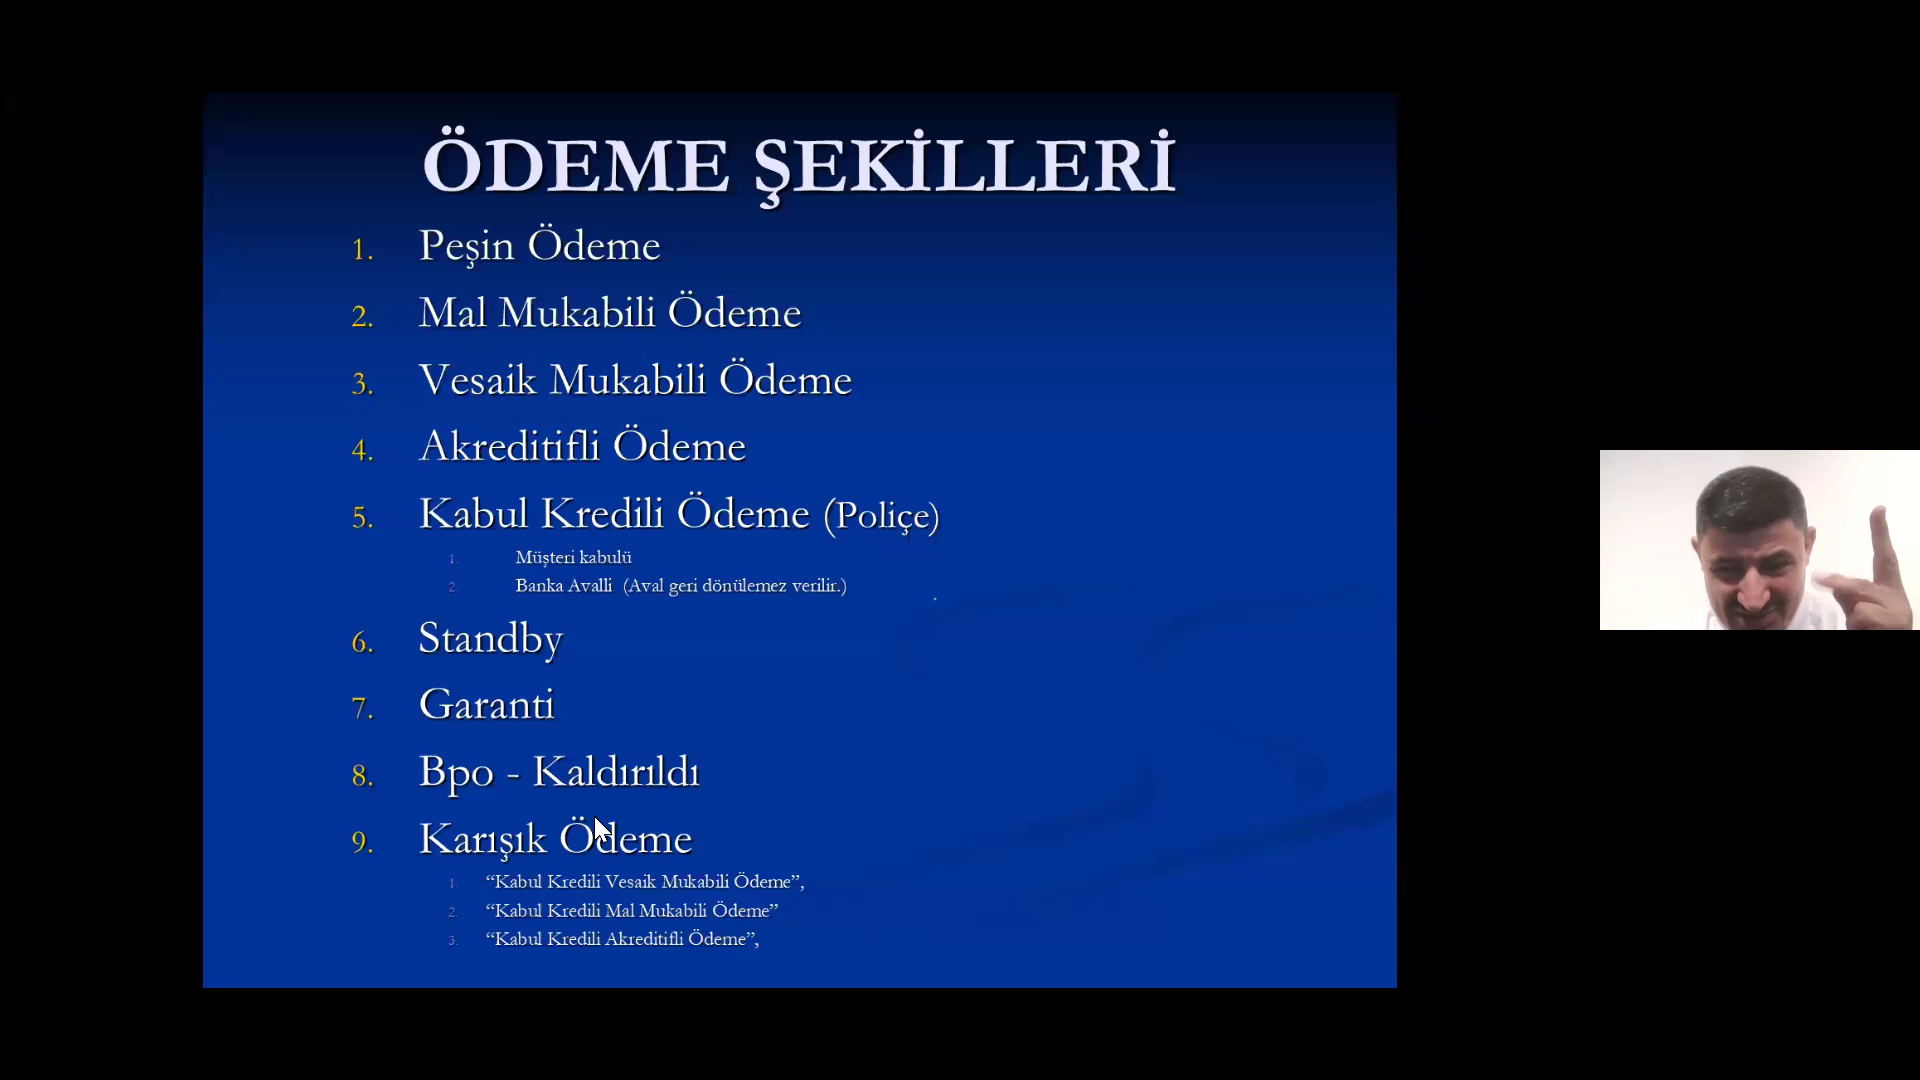 ÖDEME ŞEKİLLERİ
1. Peşin Ödeme
2. Mal Mukabili Ödeme
3. Vesaik Mukabili Ödeme
4. Akreditifli Ödeme
5. Kabul Kredili Ödeme (Poliçe)
1. Müşteri kabulü
2. Banka Avalli (Aval geri dönülemez verilir.)
6. Standby
7. Garanti
8. Bpo - Kaldırıldı
9. Karışık Ödeme
1. “Kabul Kredili Vesaik Mukabili Ödeme”,
2. “Kabul Kredili Mal Mukabili Ödeme”
3. “Kabul Kredili Akreditifli Ödeme”,